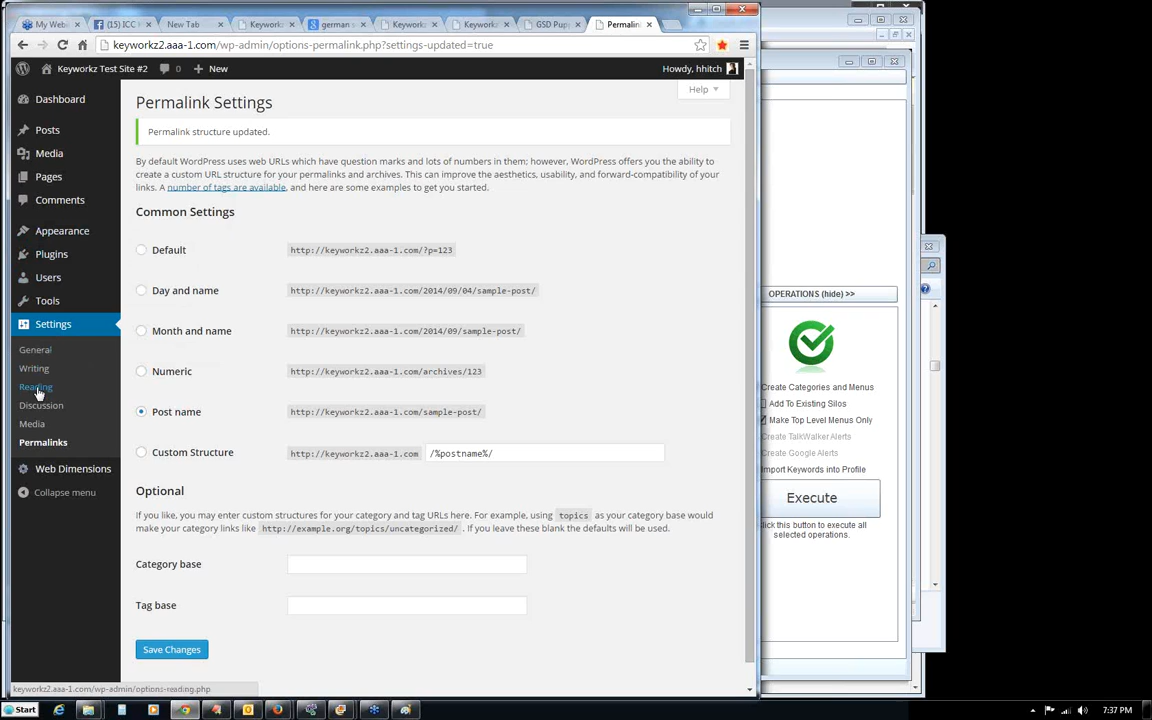 My Web
(15) ICC
New Tab
Keywork
german s
Keywork
Keywork
GSD Pup
Permalin
keyworkz2.aaa-1.com/wp-admin/options-permalink.php?settings-updated=true
Keyworkz Test Site #2
0
New
Howdy, hhitch
Help
Dashboard
Posts
Media
Pages
Comments
Appearance
Plugins
Users
Tools
Settings
General
Writing
Reading
Discussion
Media
Permalinks
Web Dimensions
Collapse menu
Permalink Settings
Permalink structure updated.
By default WordPress uses web URLs which have question marks and lots of numbers in them; however, WordPress offers you the ability to
create a custom URL structure for your permalinks and archives. This can improve the aesthetics, usability, and forward-compatibility of your
links. A number of tags are available, and here are some examples to get you started.
Common Settings
Default http://keyworkz2.aaa-1.com/?p=123
Day and name http://keyworkz2.aaa-1.com/2014/09/04/sample-post/
Month and name http://keyworkz2.aaa-1.com/2014/09/sample-post/
Numeric http://keyworkz2.aaa-1.com/archives/123
Post name http://keyworkz2.aaa-1.com/sample-post/
Custom Structure http://keyworkz2.aaa-1.com /%postname%/
Optional
If you like, you may enter custom structures for your category and tag URLs here. For example, using topics as your category base would
make your category links like http://example.org/topics/uncategorized/ . If you leave these blank the defaults will be used.
Category base
Tag base
Save Changes
keyworkz2.aaa-1.com/wp-admin/options-reading.php
OPERATIONS (hide) >>
Create Categories and Menus
Add To Existing Silos
Make Top Level Menus Only
Create TalkWalker Alerts
Create Google Alerts
Import Keywords into Profile
Execute
Click this button to execute all
selected operations.
Start
7:37 PM